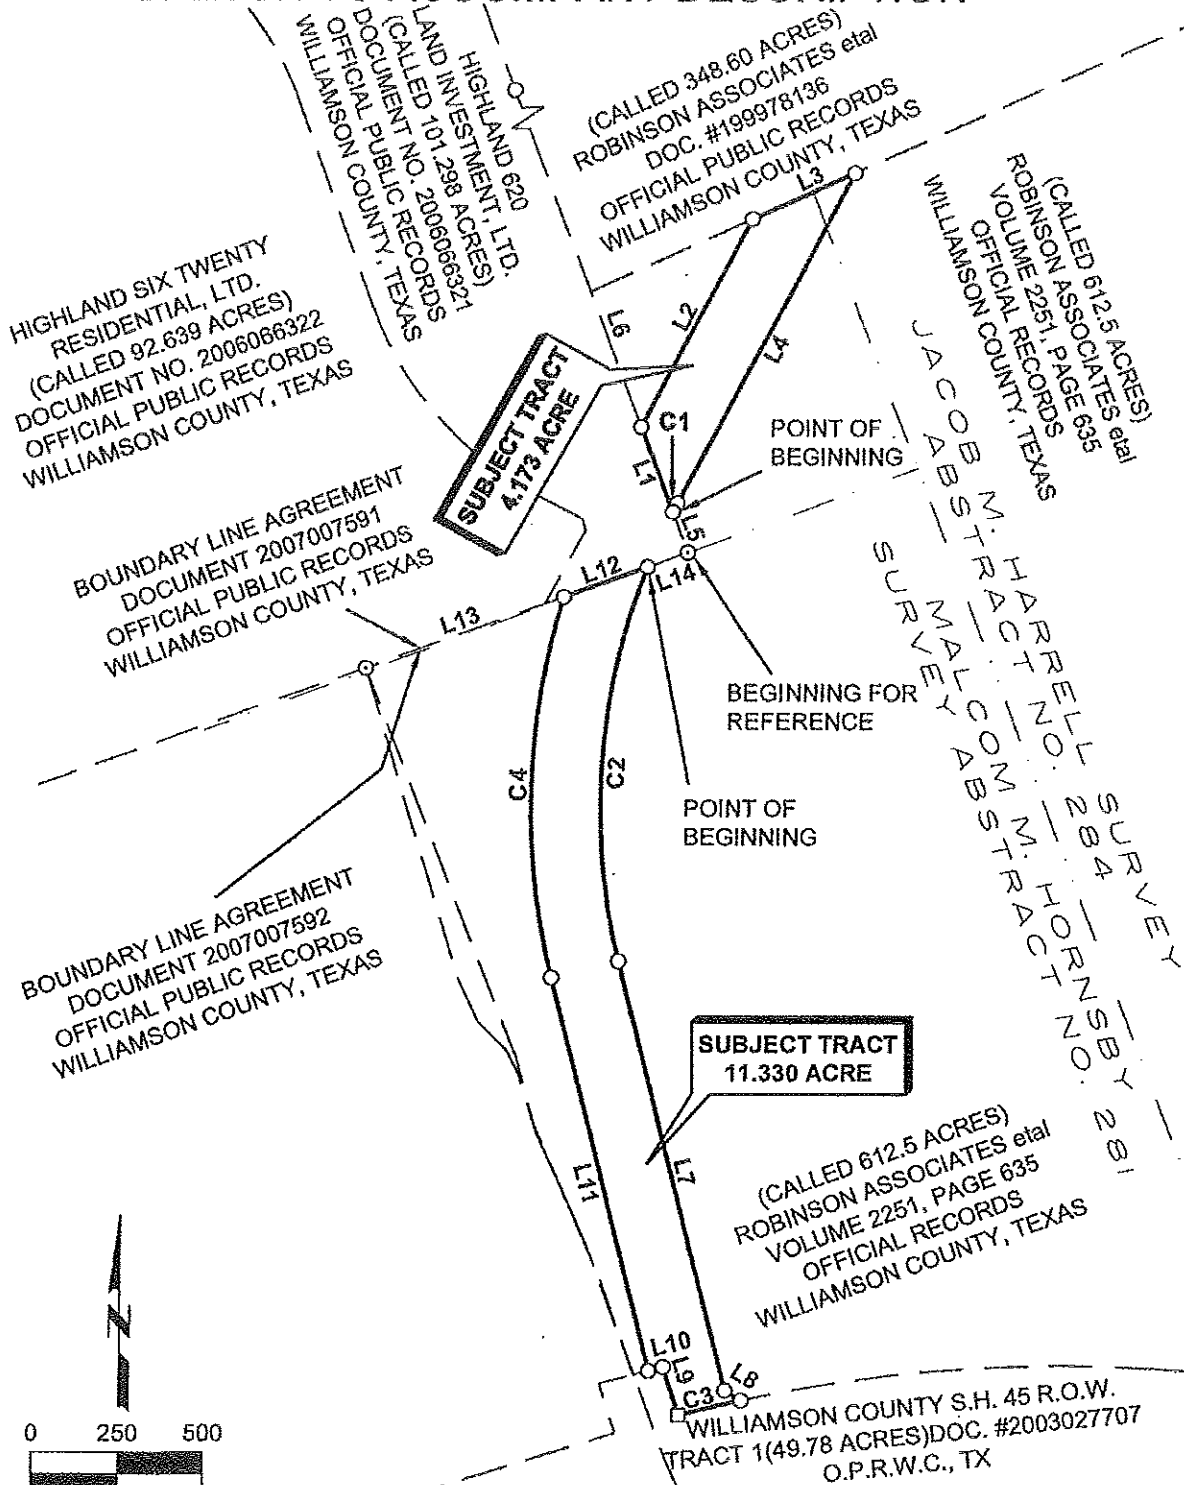 HIGHLAND 620
LAND INVESTMENT, LTD.
(CALLED 101.298 ACRES)
DOCUMENT NO. 2006066321
OFFICIAL PUBLIC RECORDS
WILLIAMSON COUNTY, TEXAS
(CALLED 348.60 ACRES)
ROBINSON ASSOCIATES etal
DOC. #199978136
OFFICIAL PUBLIC RECORDS
WILLIAMSON COUNTY, TEXAS
L3
(CALLED 612.5 ACRES)
ROBINSON ASSOCIATES etal
VOLUME 2251, PAGE 635
OFFICIAL RECORDS
WILLIAMSON COUNTY, TEXAS
HIGHLAND SIX TWENTY
RESIDENTIAL, LTD.
(CALLED 92.639 ACRES)
DOCUMENT NO. 2006066322
OFFICIAL PUBLIC RECORDS
WILLIAMSON COUNTY, TEXAS
L6
L2
L4
SUBJECT TRACT
4.173 ACRE
C1
POINT OF
BEGINNING
L1
L5
JACOB M. HARRELL SURVEY
ABSTRACT NO. 284
MALCOM M. HORNSBY
SURVEY ABSTRACT NO. 281
BOUNDARY LINE AGREEMENT
DOCUMENT 2007007591
OFFICIAL PUBLIC RECORDS
WILLIAMSON COUNTY, TEXAS
L12
L14
L13
BEGINNING FOR
REFERENCE
C4
C2
POINT OF
BEGINNING
BOUNDARY LINE AGREEMENT
DOCUMENT 2007007592
OFFICIAL PUBLIC RECORDS
WILLIAMSON COUNTY, TEXAS
SUBJECT TRACT
11.330 ACRE
L11
L7
(CALLED 612.5 ACRES)
ROBINSON ASSOCIATES etal
VOLUME 2251, PAGE 635
OFFICIAL RECORDS
WILLIAMSON COUNTY, TEXAS
N
L10
L9
L8
C3
WILLIAMSON COUNTY S.H. 45 R.O.W.
TRACT 1(49.78 ACRES)DOC. #2003027707
O.P.R.W.C., TX
0 250 500